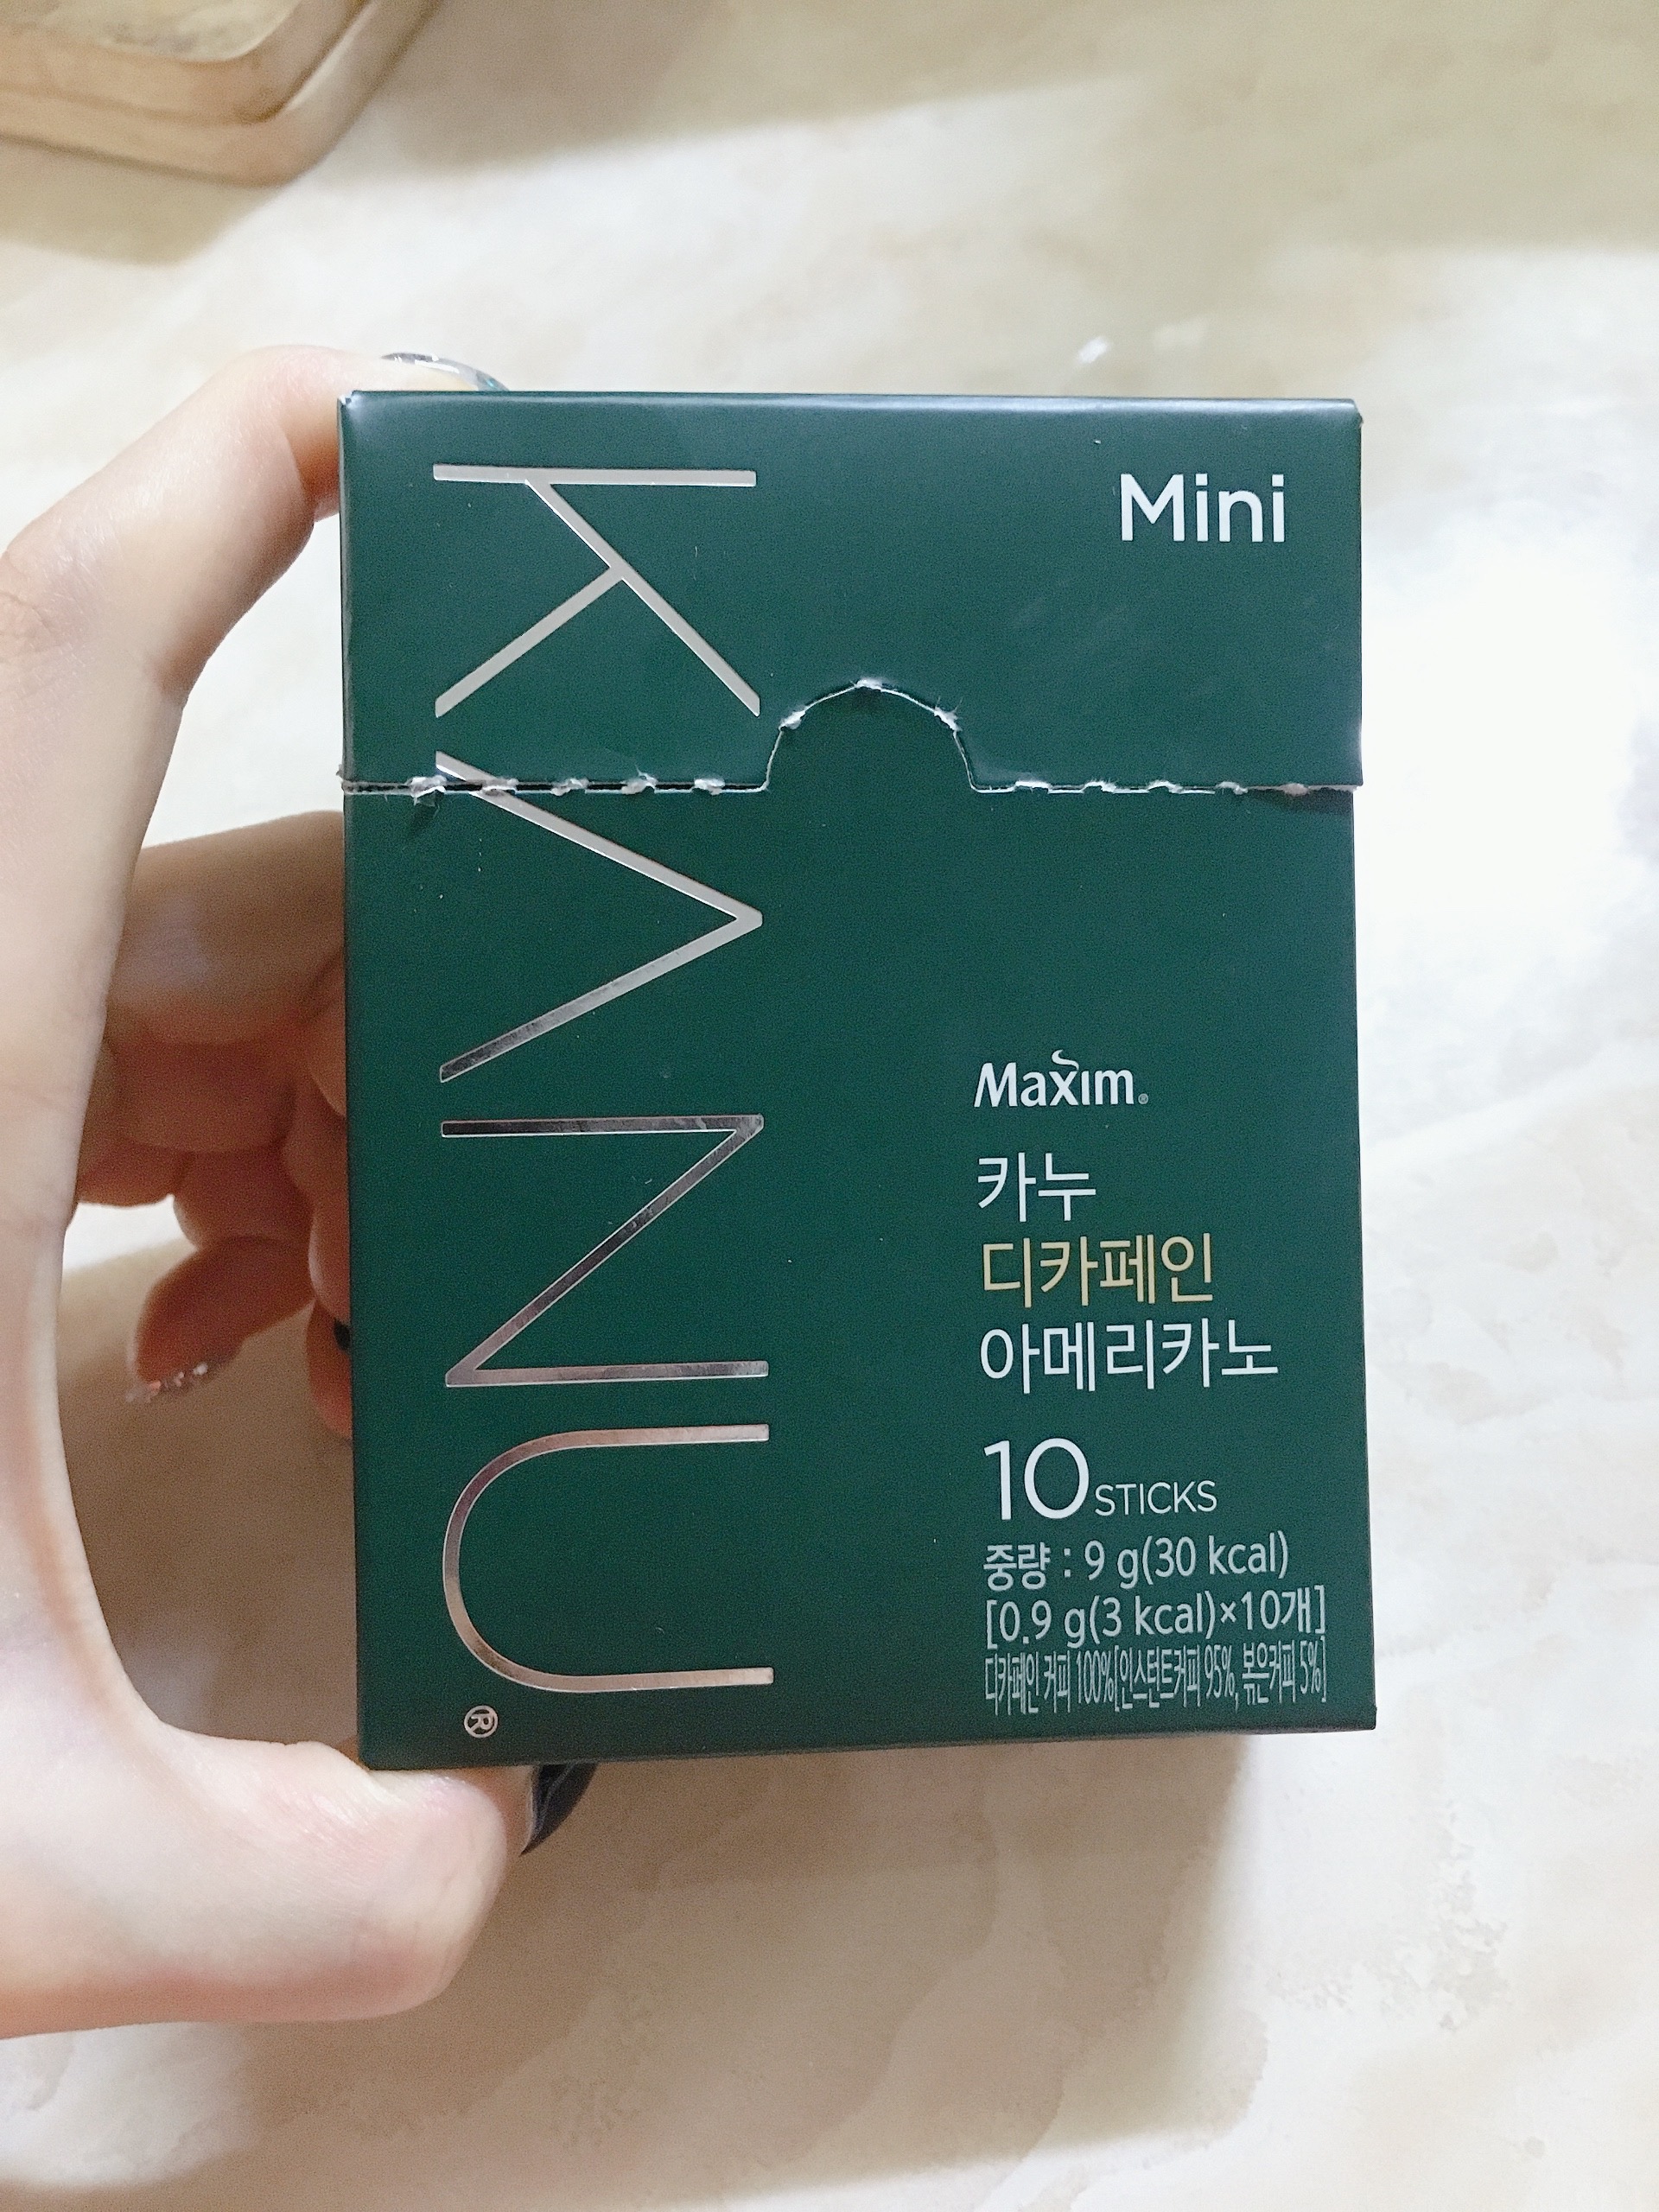 Mini
KANU®
Maxim®
카누
디카페인
아메리카노
10 STICKS
중량 : 9 g(30 kcal)
[0.9 g(3 kcal)×10개]
디카페인 커피 100%[인스턴트커피 95%, 볶은커피 5%]